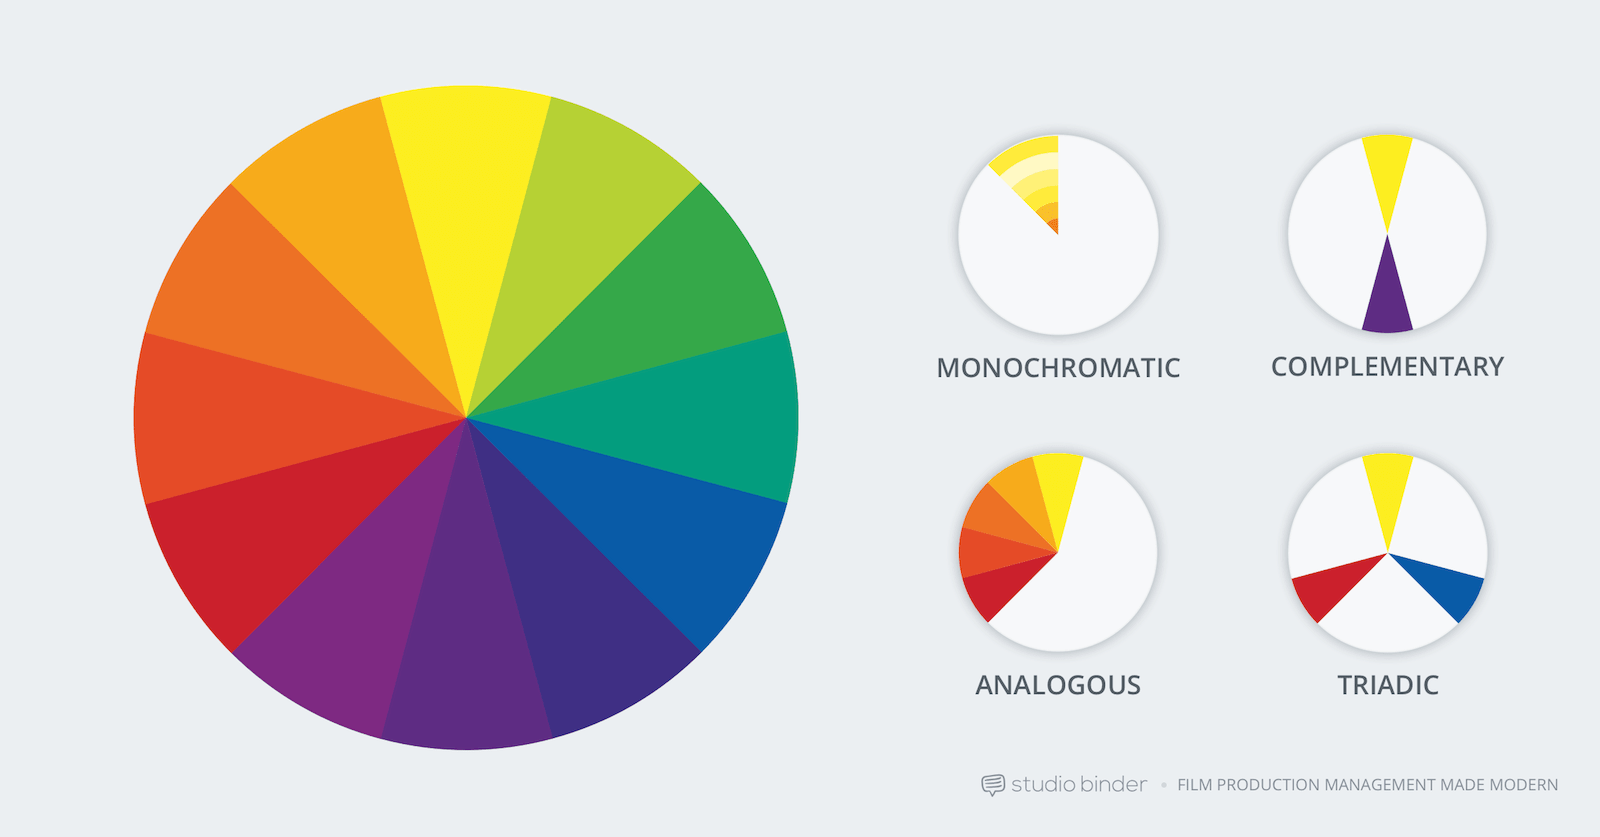 MONOCHROMATIC
COMPLEMENTARY
ANALOGOUS
TRIADIC
studio binder • FILM PRODUCTION MANAGEMENT MADE MODERN